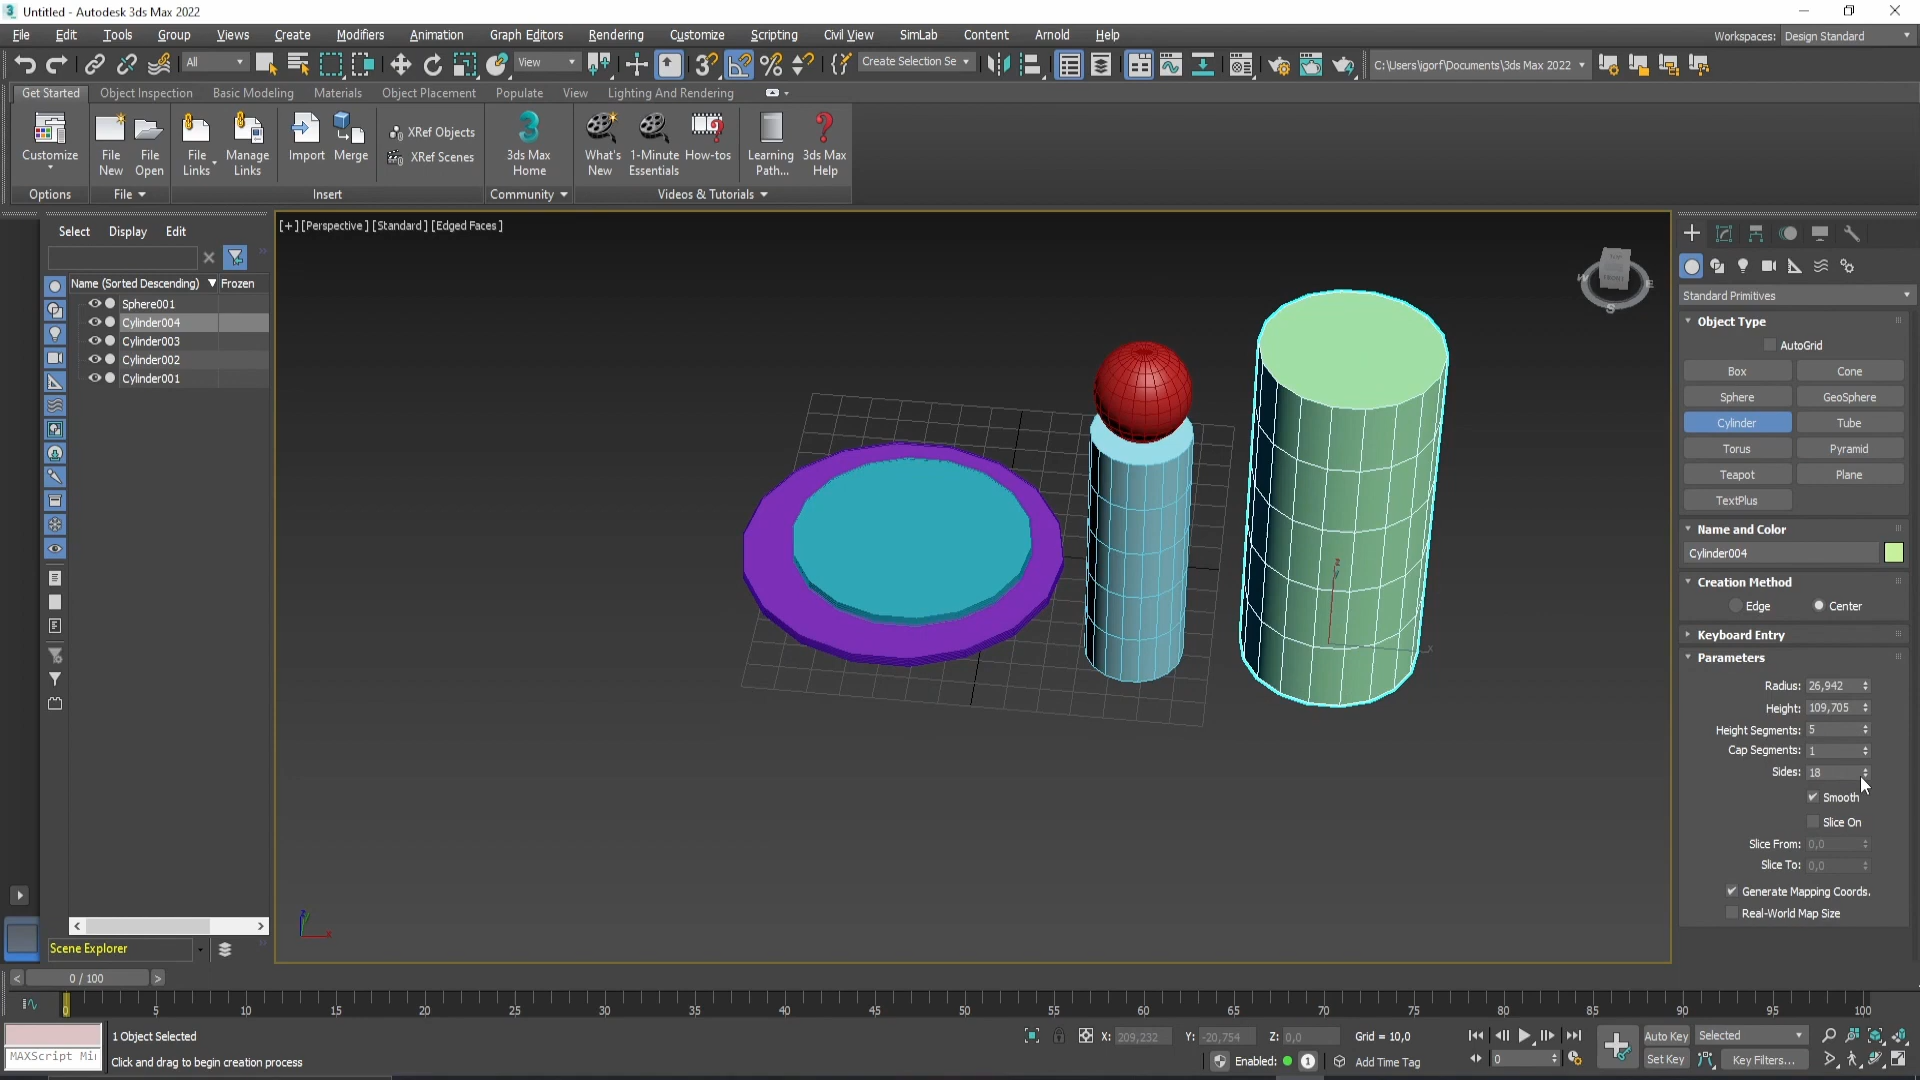 Untitled - Autodesk 3ds Max 2022
File Edit Tools Group Views Create Modifiers Animation Graph Editors Rendering Customize Scripting Civil View SimLab Content Arnold Help Workspaces: Design Standard
All View Create Selection Se C:\Users\jgorf\Documents\3ds Max 2022
Get Started Object Inspection Basic Modeling Materials Object Placement Populate View Lighting And Rendering
Customize File New File Open File Links Manage Links Import Merge XRef Objects XRef Scenes 3ds Max Home What's New 1-Minute Essentials How-tos Learning Path... 3ds Max Help
Options File Insert Community Videos & Tutorials
Select Display Edit
Name (Sorted Descending) Frozen
Sphere001
Cylinder004
Cylinder003
Cylinder002
Cylinder001
Scene Explorer
[+] [Perspective] [Standard] [Edged Faces]
TOP
FRONT
W E
S
z
y
x
z
x
Standard Primitives
Object Type
AutoGrid
Box Cone
Sphere GeoSphere
Cylinder Tube
Torus Pyramid
Teapot Plane
TextPlus
Name and Color
Cylinder004
Creation Method
Edge Center
Keyboard Entry
Parameters
Radius: 26,942
Height: 109,705
Height Segments: 5
Cap Segments: 1
Sides: 18
Smooth
Slice On
Slice From: 0,0
Slice To: 0,0
Generate Mapping Coords.
Real-World Map Size
< 0 / 100 >
0 5 10 15 20 25 30 35 40 45 50 55 60 65 70 75 80 85 90 95 100
1 Object Selected X: 209,232 Y: -20,754 Z: 0,0 Grid = 10,0 Auto Key Selected
MAXScript Mi Click and drag to begin creation process Enabled: 1 Add Time Tag 0 Set Key Key Filters...